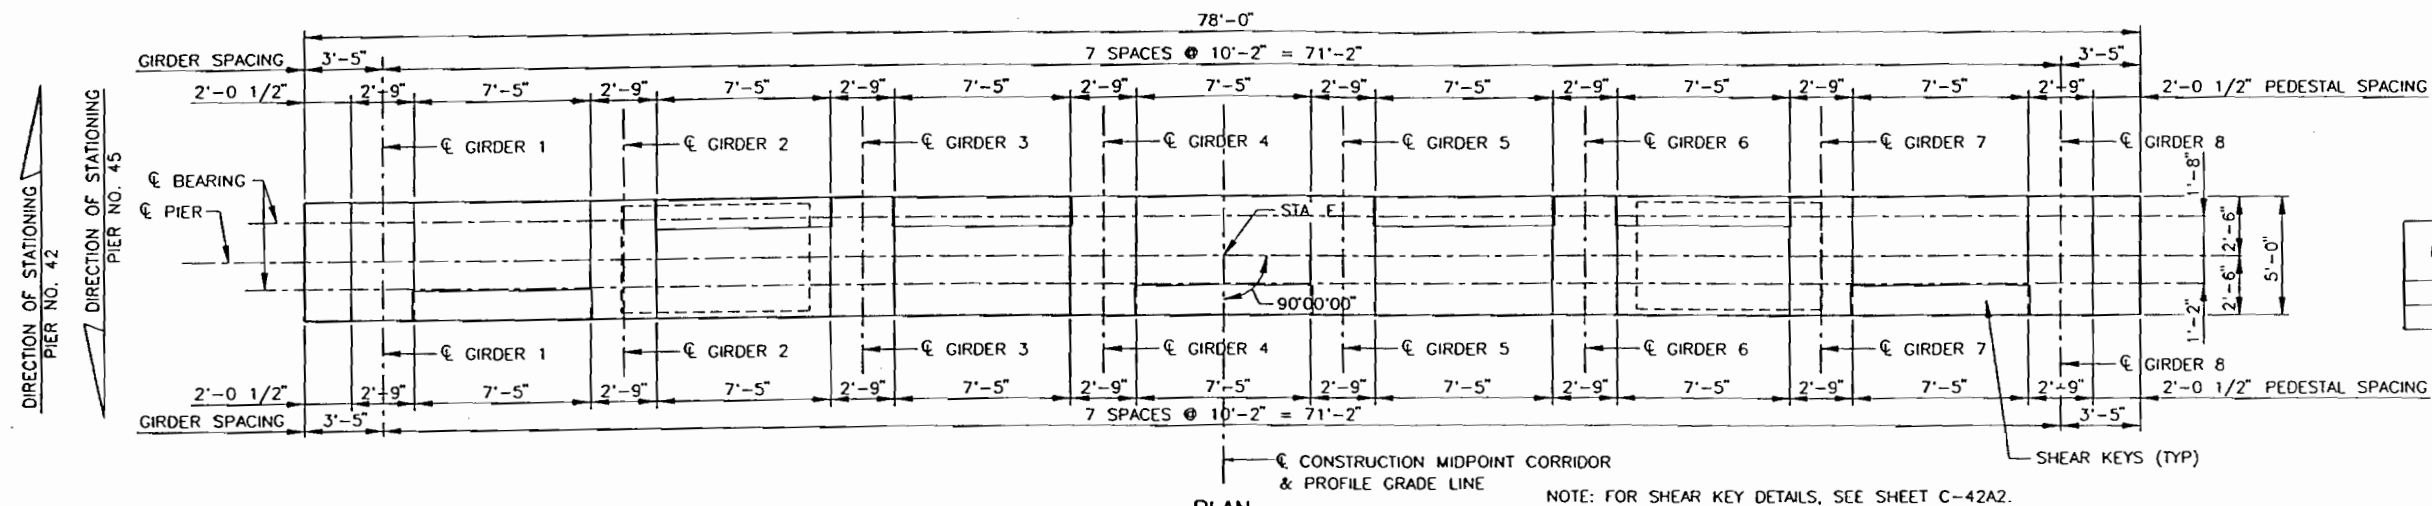 78'-0"
GIRDER SPACING 3'-5" 7 SPACES @ 10'-2" = 71'-2" 3'-5"
2'-0 1/2" 2'-9" 7'-5" 2'-9" 7'-5" 2'-9" 7'-5" 2'-9" 7'-5" 2'-9" 7'-5" 2'-9" 7'-5" 2'-9" 7'-5" 2'-9" 2'-0 1/2" PEDESTAL SPACING
℄ GIRDER 1 ℄ GIRDER 2 ℄ GIRDER 3 ℄ GIRDER 4 ℄ GIRDER 5 ℄ GIRDER 6 ℄ GIRDER 7 ℄ GIRDER 8
DIRECTION OF STATIONING
PIER NO. 42
DIRECTION OF STATIONING
PIER NO. 45
℄ BEARING
℄ PIER
STA. E
90°00'00"
1'-8"
1'-2"
2'-6"
2'-6"
5'-0"
℄ GIRDER 1 ℄ GIRDER 2 ℄ GIRDER 3 ℄ GIRDER 4 ℄ GIRDER 5 ℄ GIRDER 6 ℄ GIRDER 7 ℄ GIRDER 8
2'-0 1/2" 2'-9" 7'-5" 2'-9" 7'-5" 2'-9" 7'-5" 2'-9" 7'-5" 2'-9" 7'-5" 2'-9" 7'-5" 2'-9" 7'-5" 2'-9" 2'-0 1/2" PEDESTAL SPACING
GIRDER SPACING 3'-5" 7 SPACES @ 10'-2" = 71'-2" 3'-5"
℄ CONSTRUCTION MIDPOINT CORRIDOR
& PROFILE GRADE LINE
SHEAR KEYS (TYP)
NOTE: FOR SHEAR KEY DETAILS, SEE SHEET C-42A2.
PLAN